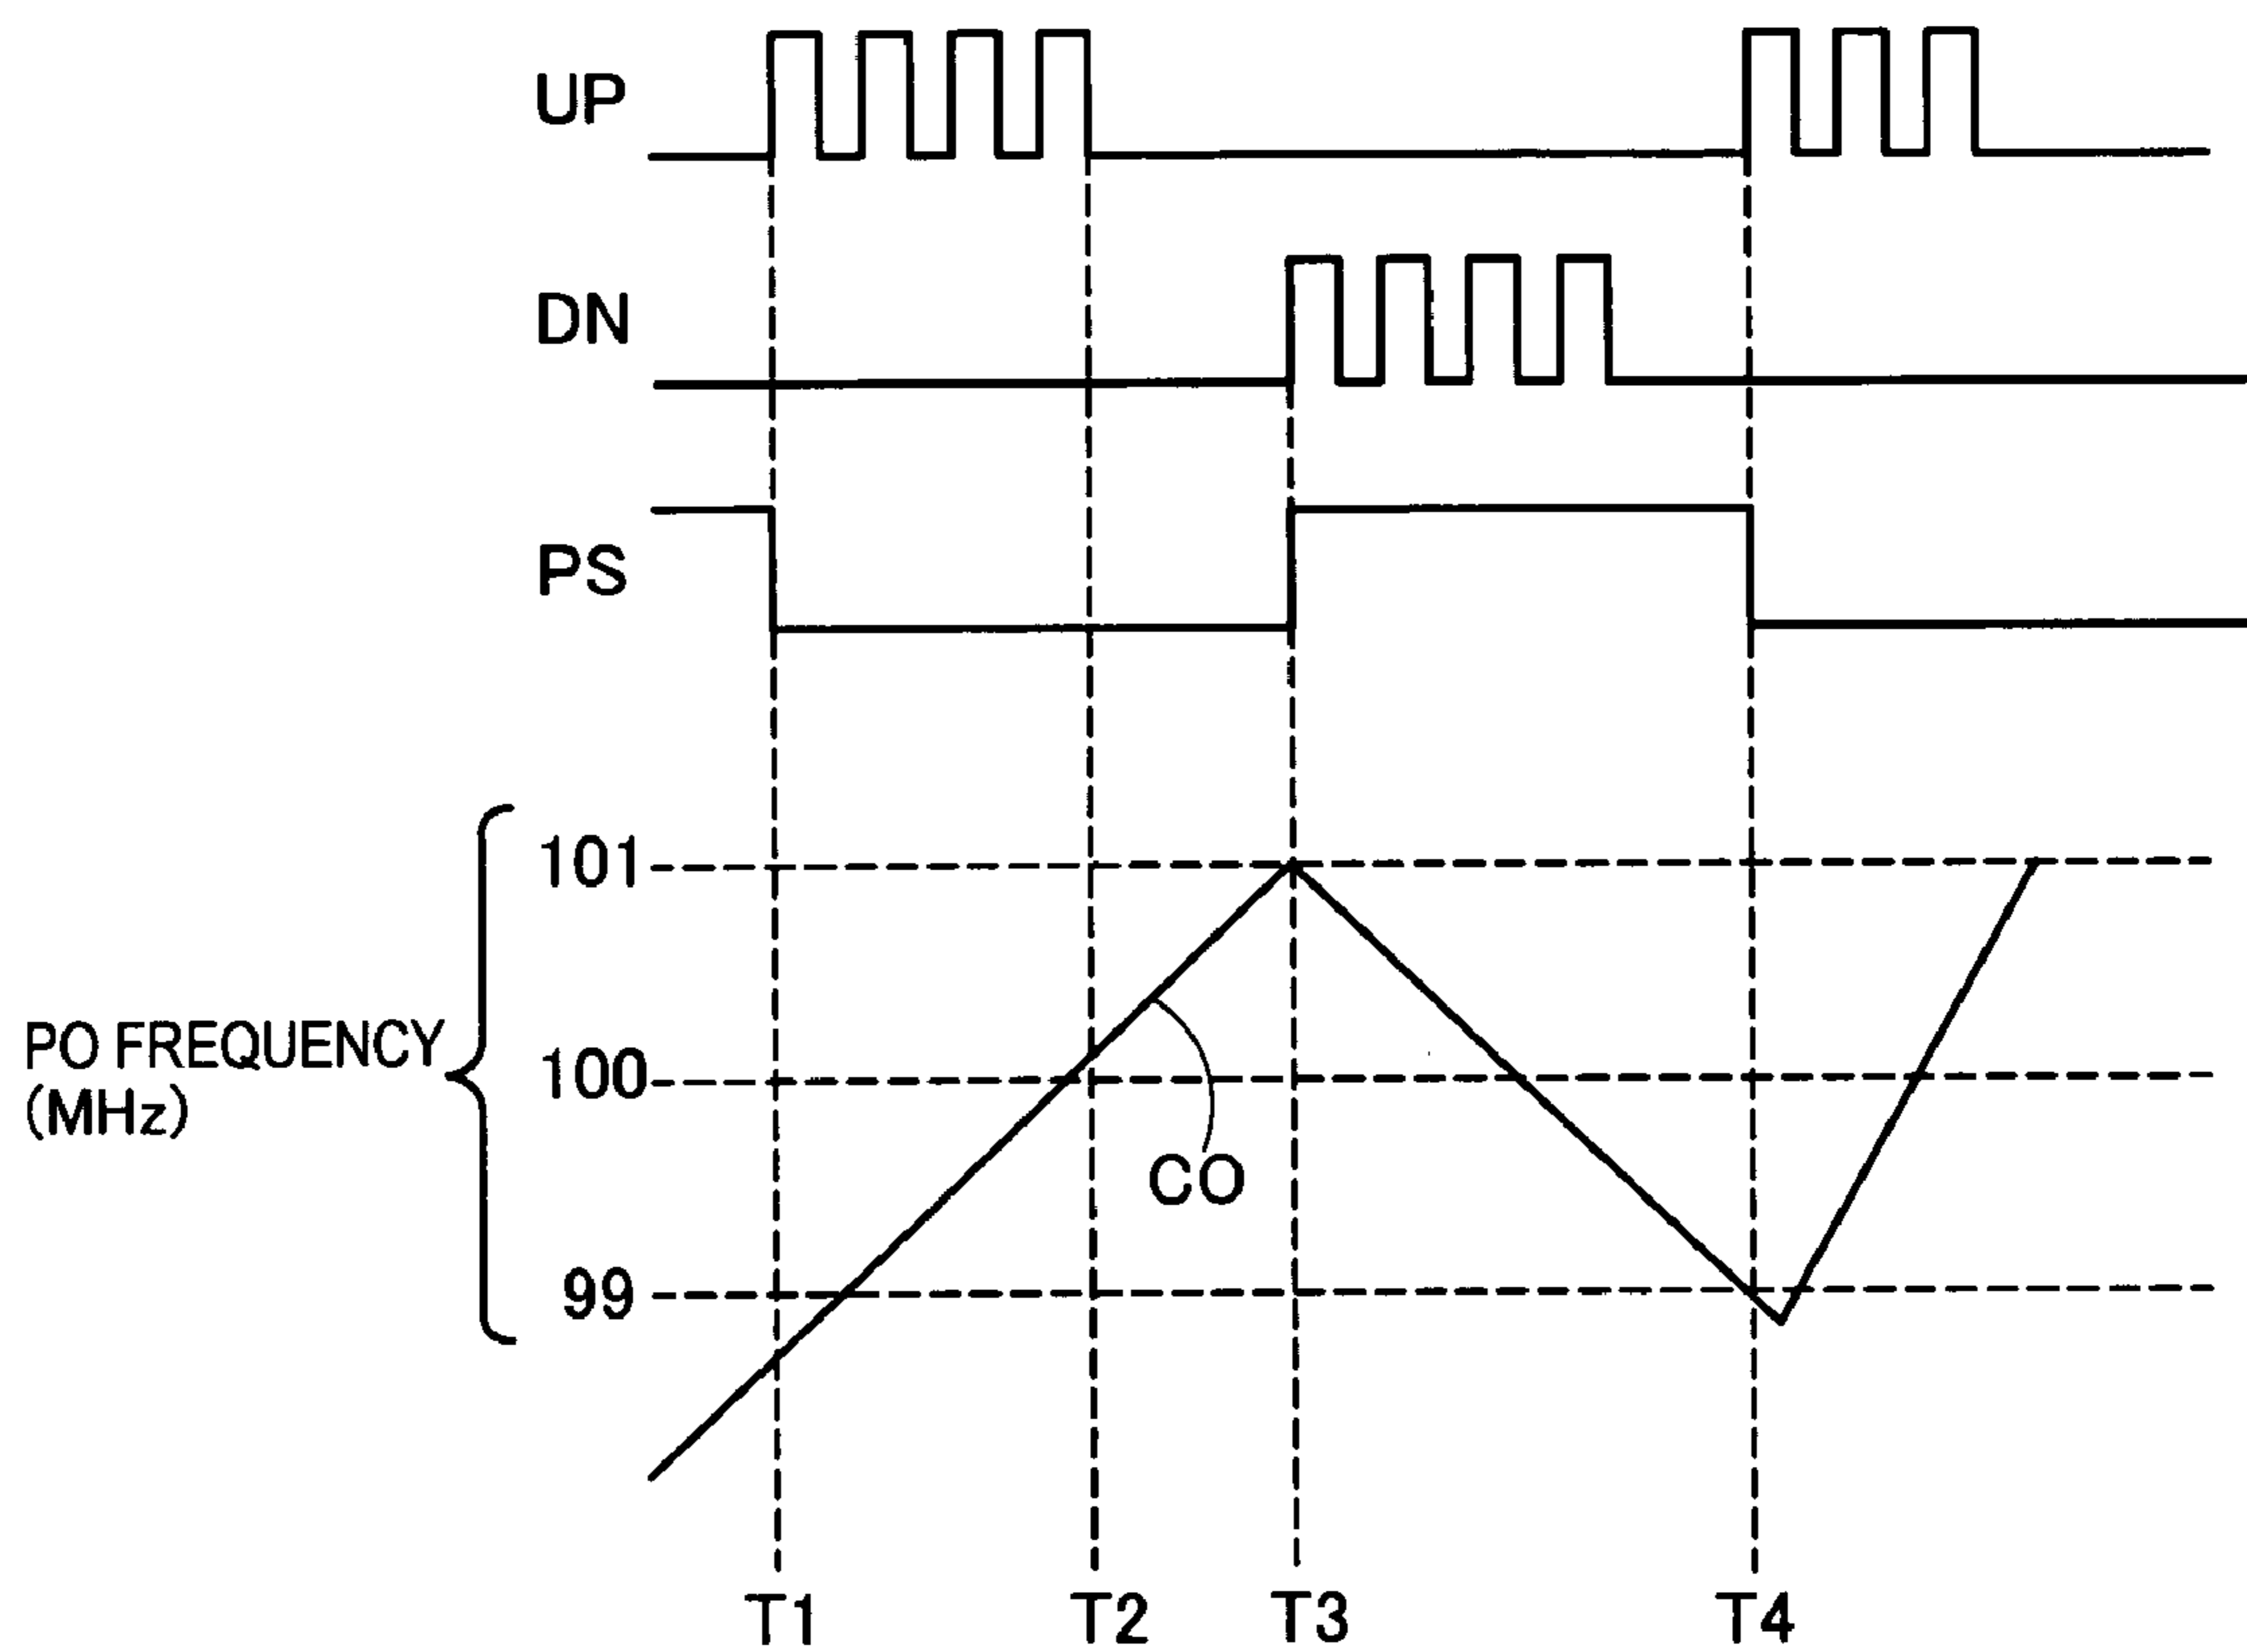 UP
DN
PS
PO FREQUENCY
(MHz)
101
100
99
CO
T1 T2 T3 T4